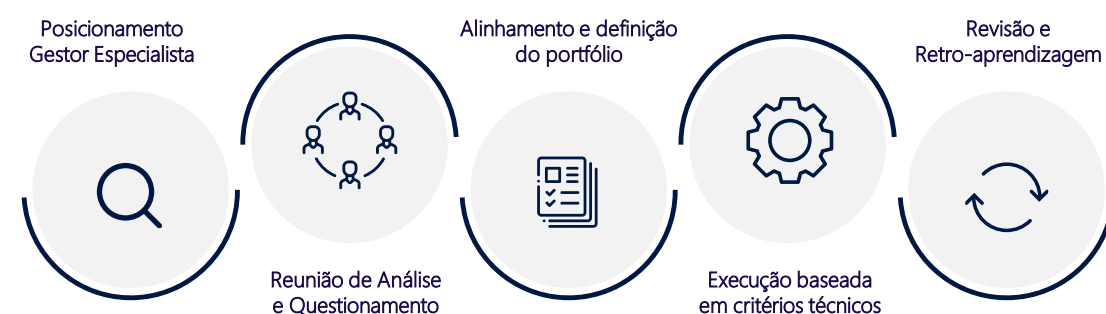 Posicionamento
Gestor Especialista
Reunião de Análise
e Questionamento
Alinhamento e definição
do portfólio
Execução baseada
em critérios técnicos
Revisão e
Retro-aprendizagem